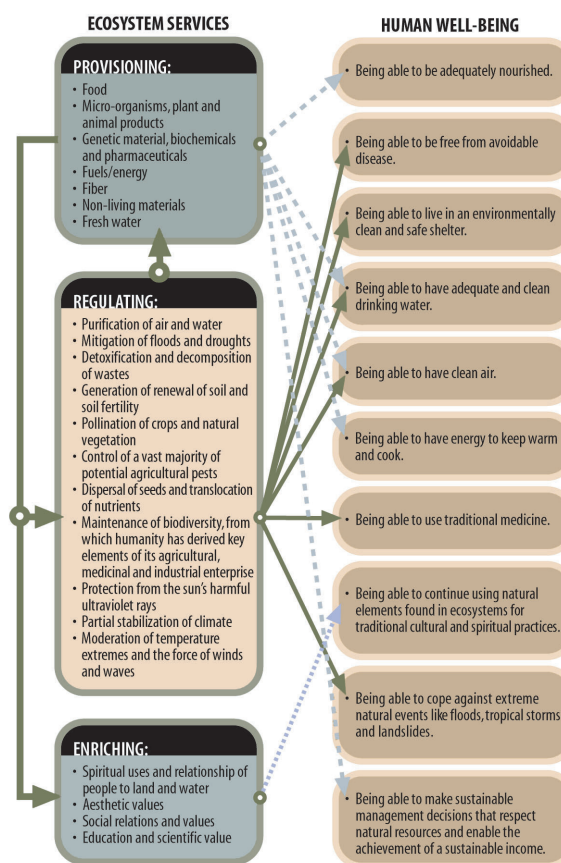 ECOSYSTEM SERVICES
PROVISIONING:
• Food
• Micro-organisms, plant and
animal products
• Genetic material, biochemicals
and pharmaceuticals
• Fuels/energy
• Fiber
• Non-living materials
• Fresh water
REGULATING:
• Purification of air and water
• Mitigation of floods and droughts
• Detoxification and decomposition
of wastes
• Generation of renewal of soil and
soil fertility
• Pollination of crops and natural
vegetation
• Control of a vast majority of
potential agricultural pests
• Dispersal of seeds and translocation
of nutrients
• Maintenance of biodiversity, from
which humanity has derived key
elements of its agricultural,
medicinal and industrial enterprise
• Protection from the sun's harmful
ultraviolet rays
• Partial stabilization of climate
• Moderation of temperature
extremes and the force of winds
and waves
ENRICHING:
• Spiritual uses and relationship of
people to land and water
• Aesthetic values
• Social relations and values
• Education and scientific value
HUMAN WELL-BEING
• Being able to be adequately nourished.
• Being able to be free from avoidable
disease.
• Being able to live in an environmentally
clean and safe shelter.
• Being able to have adequate and clean
drinking water.
• Being able to have clean air.
• Being able to have energy to keep warm
and cook.
• Being able to use traditional medicine.
• Being able to continue using natural
elements found in ecosystems for
traditional cultural and spiritual practices.
• Being able to cope against extreme
natural events like floods, tropical storms
and landslides.
• Being able to make sustainable
management decisions that respect
natural resources and enable the
achievement of a sustainable income.